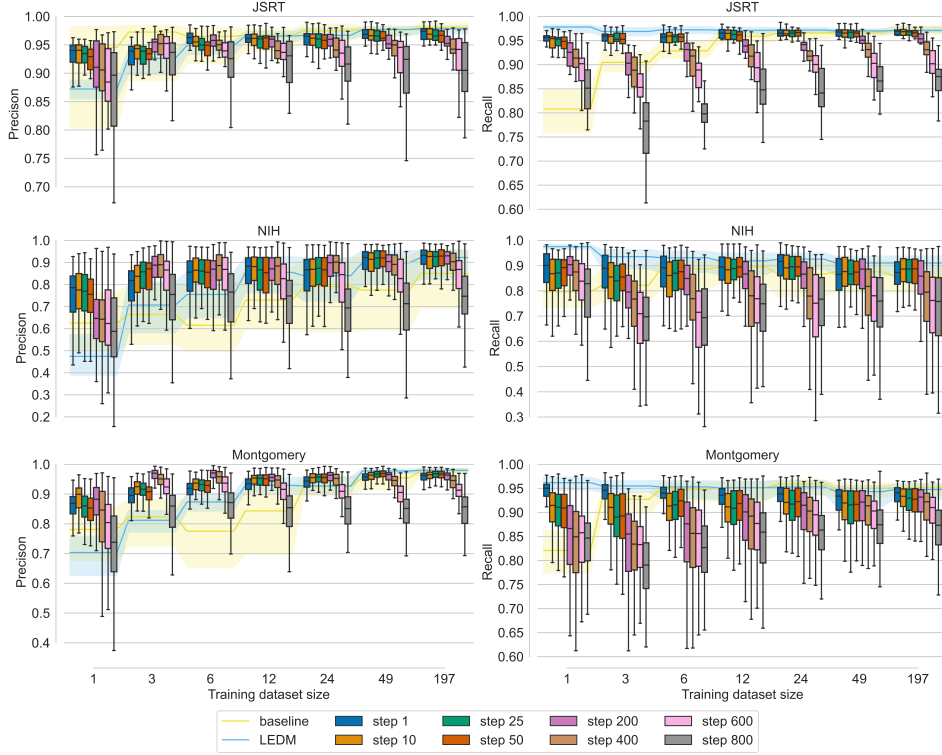 JSRT
1.00
0.95
0.90
0.85
0.80
0.75
0.70
Precison
JSRT
1.00
0.95
0.90
0.85
0.80
0.75
0.70
0.65
0.60
Recall
NIH
1.0
0.9
0.8
0.7
0.6
0.5
0.4
0.3
0.2
Precison
NIH
1.0
0.9
0.8
0.7
0.6
0.5
0.4
0.3
Recall
Montgomery
1.0
0.9
0.8
0.7
0.6
0.5
0.4
Precison
1 3 6 12 24 49 197
Training dataset size
Montgomery
1.00
0.95
0.90
0.85
0.80
0.75
0.70
0.65
0.60
Recall
1 3 6 12 24 49 197
Training dataset size
baseline step 1 step 25 step 200 step 600
LEDM step 10 step 50 step 400 step 800